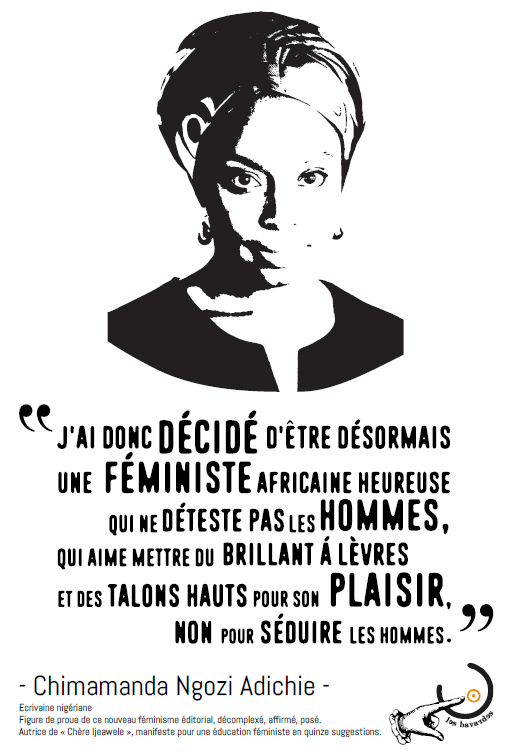 “
J'AI DONC DÉCIDÉ D'ÊTRE DÉSORMAIS
UNE FÉMINISTE AFRICAINE HEUREUSE
QUI NE DÉTESTE PAS LES HOMMES,
QUI AIME METTRE DU BRILLANT Á LÈVRES
ET DES TALONS HAUTS POUR SON PLAISIR,
NON POUR SÉDUIRE LES HOMMES.
”
- Chimamanda Ngozi Adichie -
Ecrivaine nigériane
Figure de proue de ce nouveau féminisme éditorial, décomplexé, affirmé, posé.
Autrice de « Chère Ijeawele », manifeste pour une éducation féministe en quinze suggestions.
les bavardes